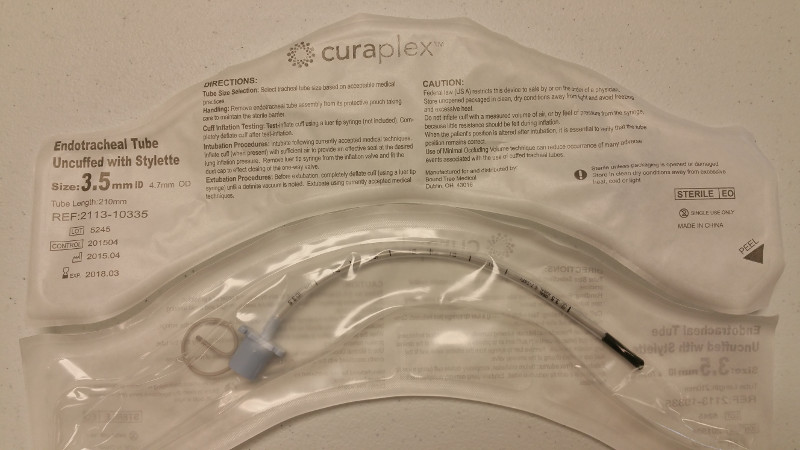 curaplex™
DIRECTIONS:
Tube Size Selection: Select tracheal tube size based on acceptable medical
practices.
Handling: Remove endotracheal tube assembly from its protective pouch taking
care to maintain the sterile barrier.
Cuff Inflation Testing: Test-inflate cuff using a luer tip syringe (not included). Com-
pletely deflate cuff after test-inflation.
Intubation Procedures: Intubate following currently accepted medical techniques.
Inflate cuff (when present) with sufficient air to provide an effective seal at the desired
lung inflation pressure. Remove luer tip syringe from the inflation valve and fit the
dust cap to effect closing of the one-way valve.
Extubation Procedures: Before extubation, completely deflate cuff (using a luer tip
syringe) until a definite vacuum is noted. Extubate using currently accepted medical
techniques.
CAUTION:
Federal law (USA) restricts this device to sale by or on the order of a physician.
Store unopened packaged in clean, dry conditions away from light and avoid freezing
and excessive heat.
Do not inflate cuff with a measured volume of air, or by feel of pressure from the syringe,
because little resistance should be felt during inflation.
When the patient's position is altered after intubation, it is essential to verify that the tube
position remains correct.
Use of Minimal Occluding Volume technique can reduce occurrence of many adverse
events associated with the use of cuffed tracheal tubes.
Manufactured for and distributed by:
Bound Tree Medical
Dublin, OH, 43016
Sterile unless packaging is opened or damaged.
Store in clean dry conditions away from excessive
heat, cold or light
STERILE EO
SINGLE USE ONLY
MADE IN CHINA
PEEL
Endotracheal Tube
Uncuffed with Stylette
Size: 3.5 mm ID 4.7mm OD
Tube Length: 210mm
REF: 2113-10335
LOT 5245
CONTROL 201504
2015.04
EXP. 2018.03